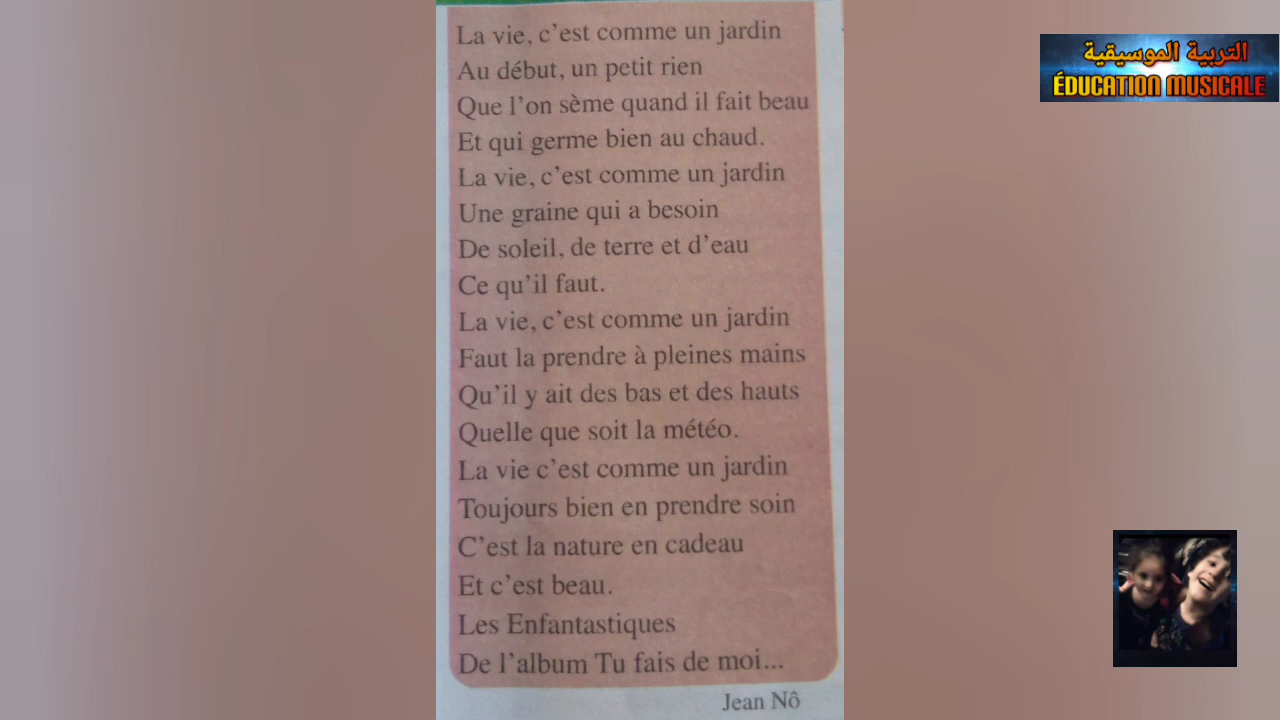 La vie, c'est comme un jardin
Au début, un petit rien
Que l'on sème quand il fait beau
Et qui germe bien au chaud.
La vie, c'est comme un jardin
Une graine qui a besoin
De soleil, de terre et d'eau
Ce qu'il faut.
La vie, c'est comme un jardin
Faut la prendre à pleines mains
Qu'il y ait des bas et des hauts
Quelle que soit la météo.
La vie c'est comme un jardin
Toujours bien en prendre soin
C'est la nature en cadeau
Et c'est beau.
Les Enfantastiques
De l'album Tu fais de moi...
Jean Nô
التربية الموسيقية
ÉDUCATION MUSICALE